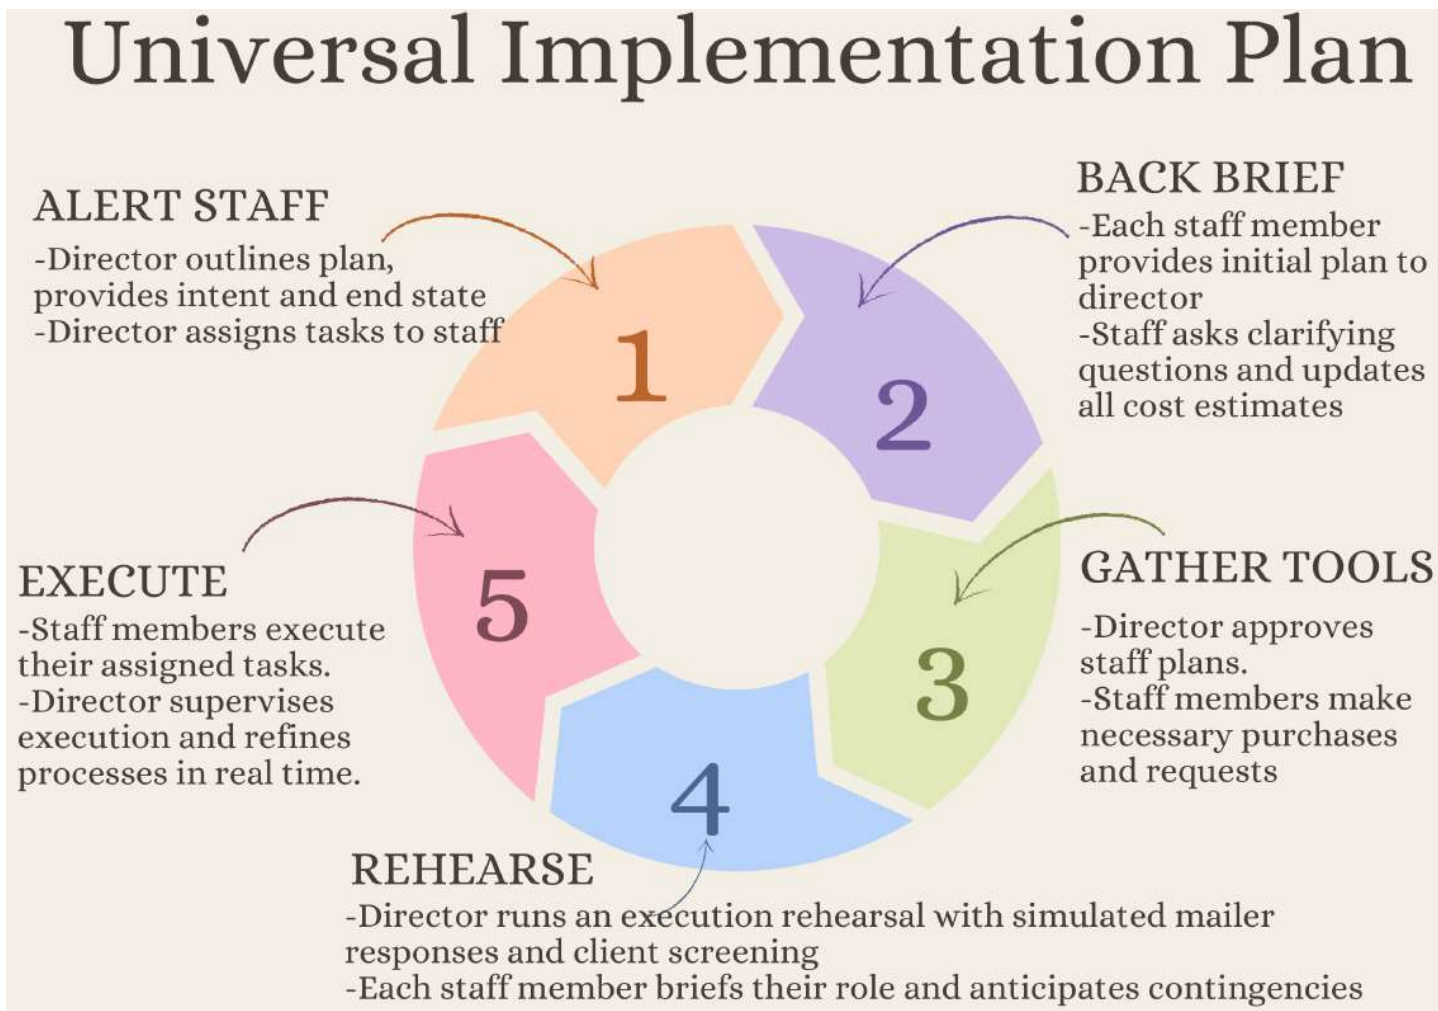 Universal Implementation Plan
ALERT STAFF
-Director outlines plan,
provides intent and end state
-Director assigns tasks to staff
1
BACK BRIEF
-Each staff member
provides initial plan to
director
-Staff asks clarifying
questions and updates
all cost estimates
2
GATHER TOOLS
-Director approves
staff plans.
-Staff members make
necessary purchases
and requests
3
REHEARSE
-Director runs an execution rehearsal with simulated mailer
responses and client screening
-Each staff member briefs their role and anticipates contingencies
4
EXECUTE
-Staff members execute
their assigned tasks.
-Director supervises
execution and refines
processes in real time.
5